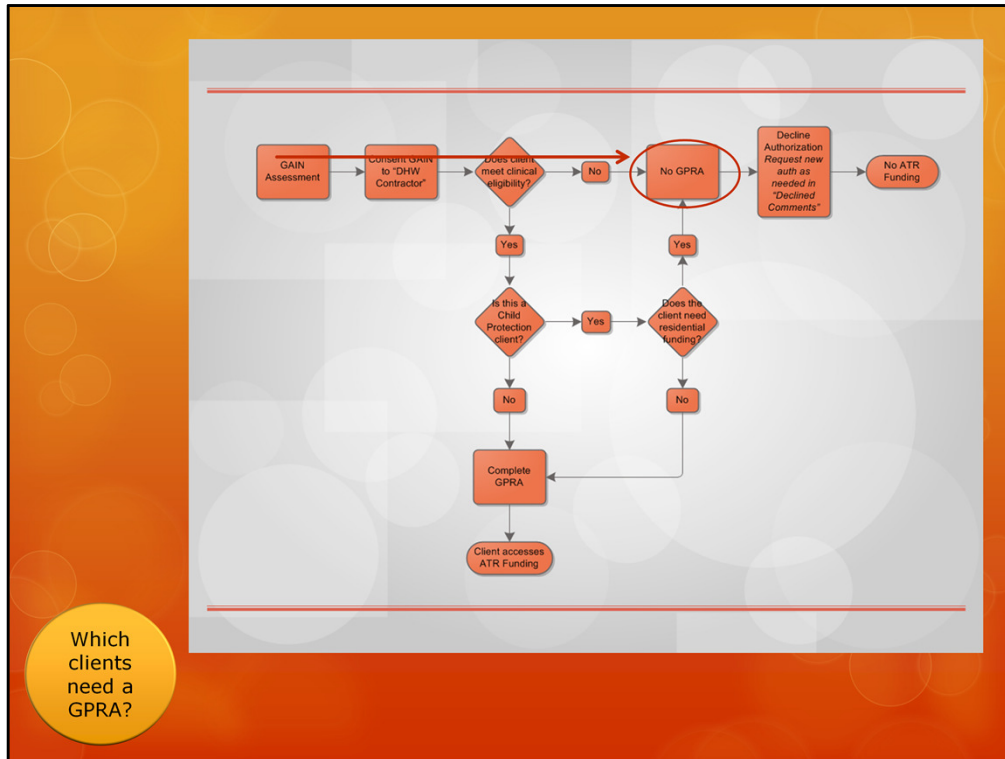 GAIN
Assessment
Consent GAIN
to “DHW
Contractor”
Does client
meet clinical
eligibility?
No
No GPRA
Decline
Authorization
Request new
auth as
needed in
“Declined
Comments”
No ATR
Funding
Yes
Yes
Is this a
Child
Protection
client?
Yes
Does the
client need
residential
funding?
No
No
Complete
GPRA
Client accesses
ATR Funding
Which
clients
need a
GPRA?